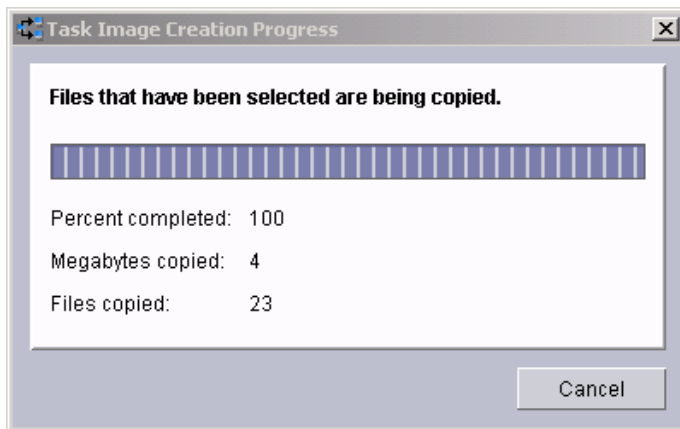 Task Image Creation Progress
Files that have been selected are being copied.
Percent completed: 100
Megabytes copied: 4
Files copied: 23
Cancel